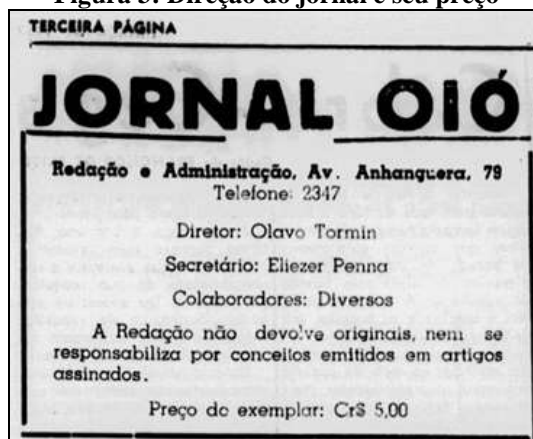 Figura 3: Direção do jornal e seu preço
TERCEIRA PÁGINA
JORNAL OIÓ
Redação e Administração, Av. Anhanguera, 79
Telefone: 2347
Diretor: Olavo Tormin
Secretário: Eliezer Penna
Colaboradores: Diversos
A Redação não devolve originais, nem se
responsabiliza por conceitos emitidos em artigos
assinados.
Preço do exemplar: Cr$ 5,00